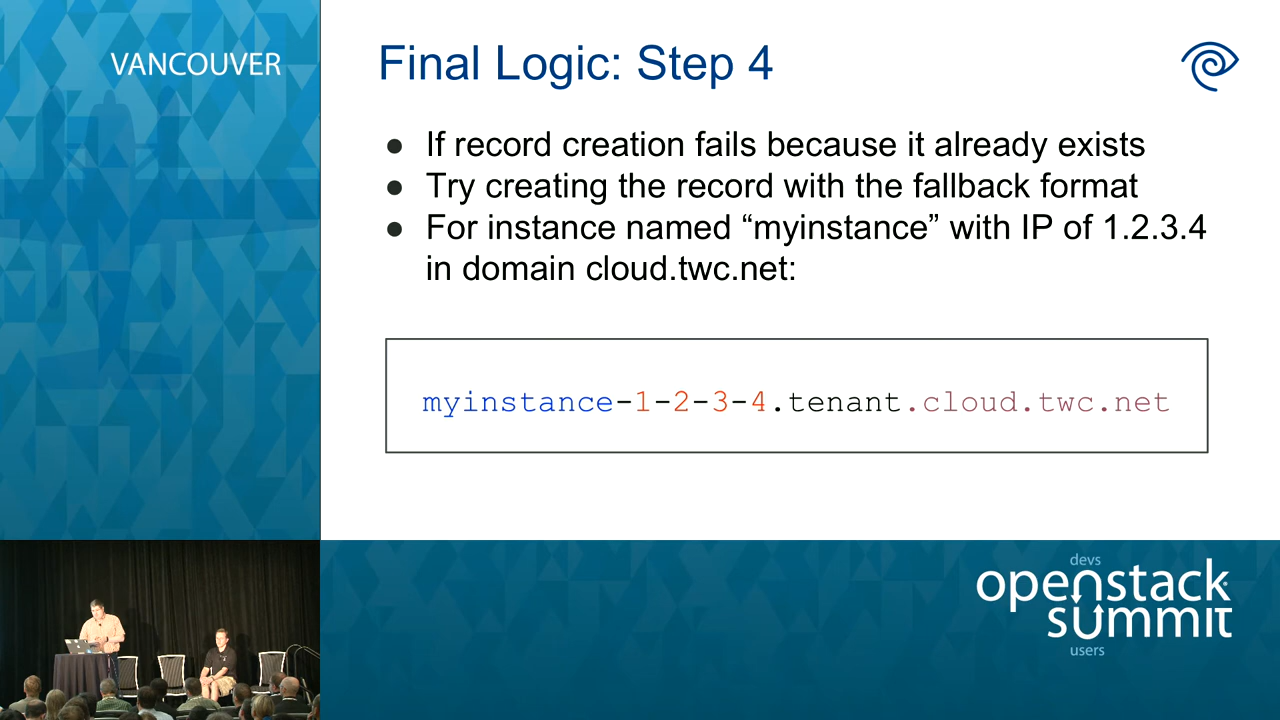 VANCOUVER
Final Logic: Step 4
● If record creation fails because it already exists
● Try creating the record with the fallback format
● For instance named “myinstance” with IP of 1.2.3.4
in domain cloud.twc.net:
myinstance-1-2-3-4.tenant.cloud.twc.net
devs
openstack
summit
users